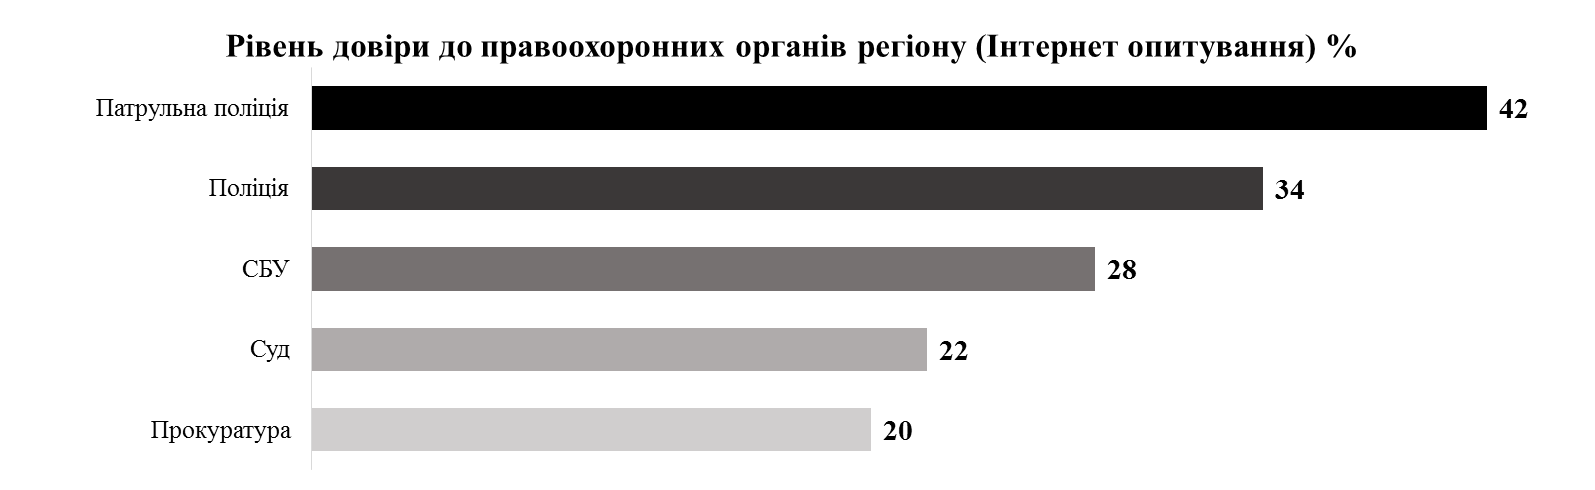 Рівень довіри до правоохоронних органів регіону (Інтернет опитування) %
Патрульна поліція 42
Поліція 34
СБУ 28
Суд 22
Прокуратура 20